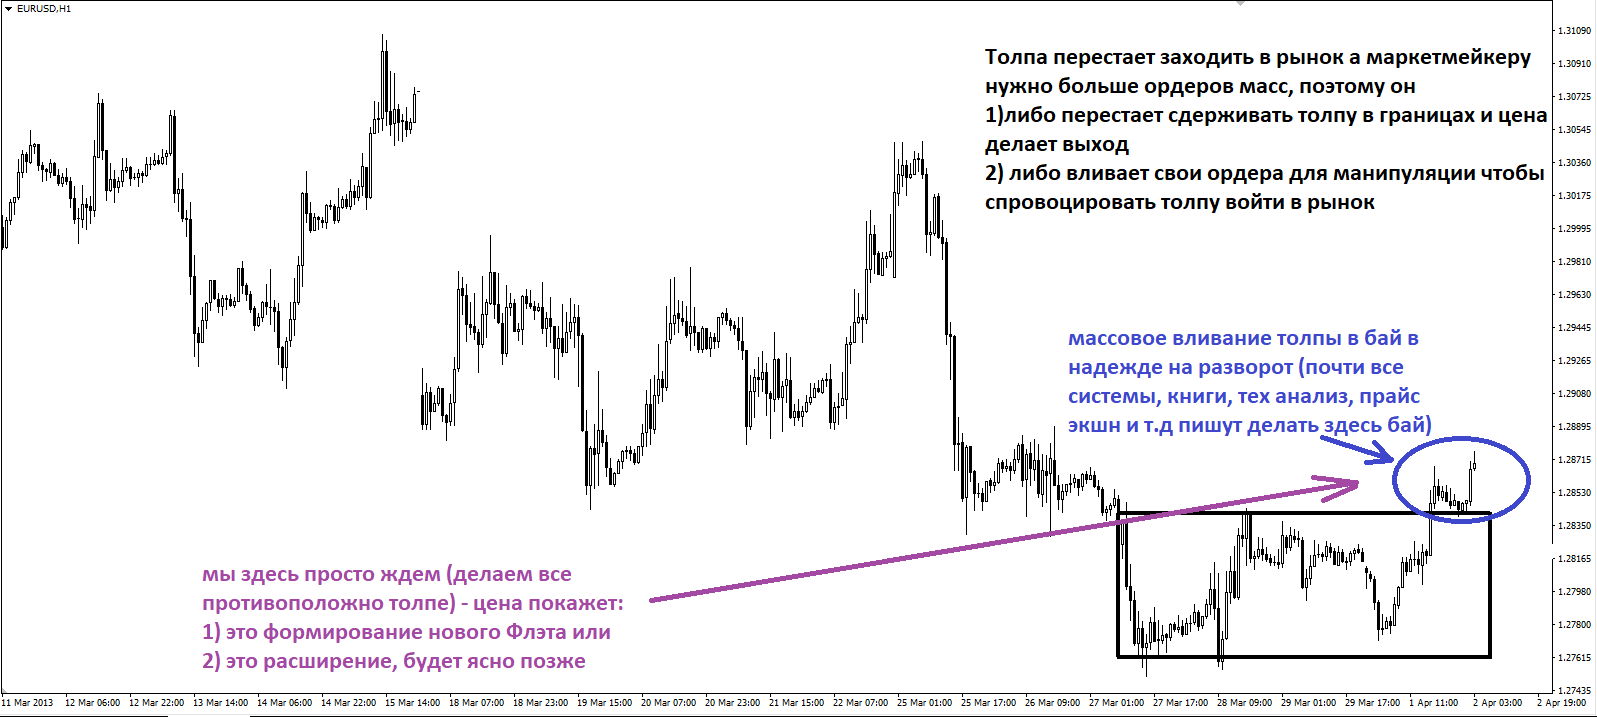 EURUSD,H1
Толпа перестает заходить в рынок а маркетмейкеру
нужно больше ордеров масс, поэтому он
1)либо перестает сдерживать толпу в границах и цена
делает выход
2) либо вливает свои ордера для манипуляции чтобы
спровоцировать толпу войти в рынок
массовое вливание толпы в бай в
надежде на разворот (почти все
системы, книги, тех анализ, прайс
экшн и т.д пишут делать здесь бай)
мы здесь просто ждем (делаем все
противоположно толпе) - цена покажет:
1) это формирование нового Флэта или
2) это расширение, будет ясно позже
1.31090
1.30910
1.30725
1.30545
1.30360
1.30175
1.29995
1.29810
1.29630
1.29445
1.29265
1.29080
1.28895
1.28715
1.28530
1.28350
1.28165
1.27980
1.27800
1.27615
1.27435
11 Mar 2013 12 Mar 06:00 12 Mar 22:00 13 Mar 14:00 14 Mar 06:00 14 Mar 22:00 15 Mar 14:00 18 Mar 07:00 18 Mar 23:00 19 Mar 15:00 20 Mar 07:00 20 Mar 23:00 21 Mar 15:00 22 Mar 07:00 25 Mar 01:00 25 Mar 17:00 26 Mar 09:00 27 Mar 01:00 27 Mar 17:00 28 Mar 09:00 29 Mar 01:00 29 Mar 17:00 1 Apr 11:00 2 Apr 03:00 2 Apr 19:00